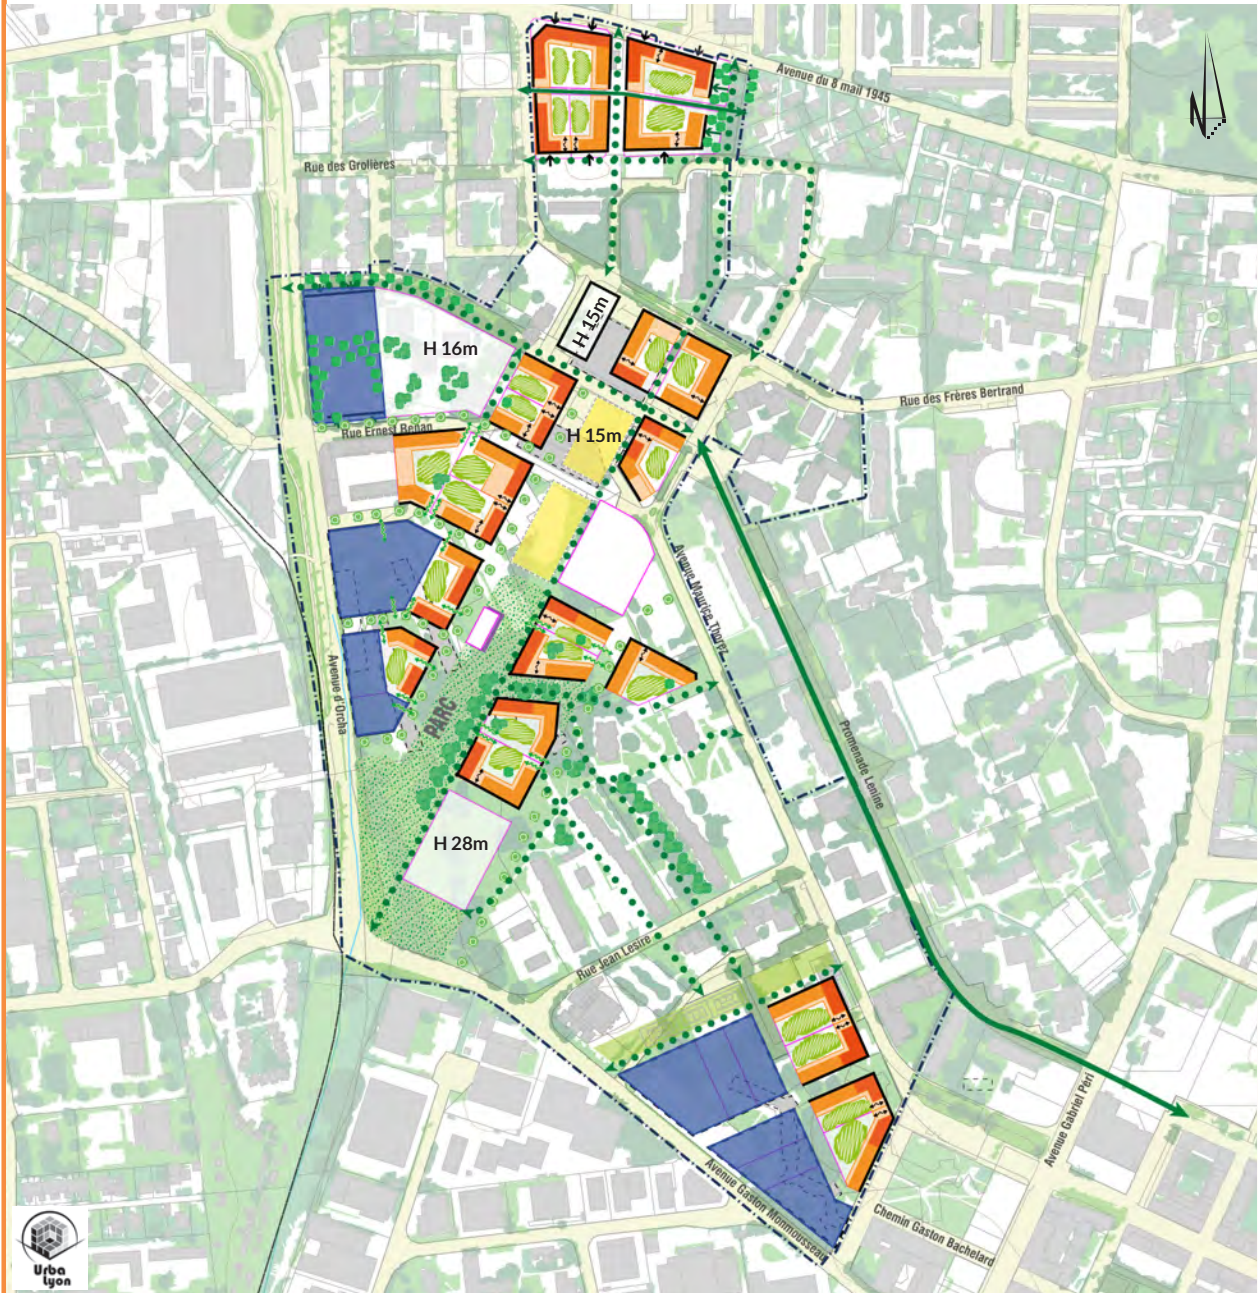 Avenue du 8 mail 1945
N
Rue des Grolières
H 15m
H 16m
Rue des Frères Bertrand
Rue Ernest Renan
H 15m
Avenue Maurice Thorez
Avenue d'Orcha
PARC
Promenade Lenine
H 28m
Rue Jean Lesire
Avenue Gabriel Péri
Avenue Gaston Monmousseau
Chemin Gaston Bachelard
Urba
Lyon